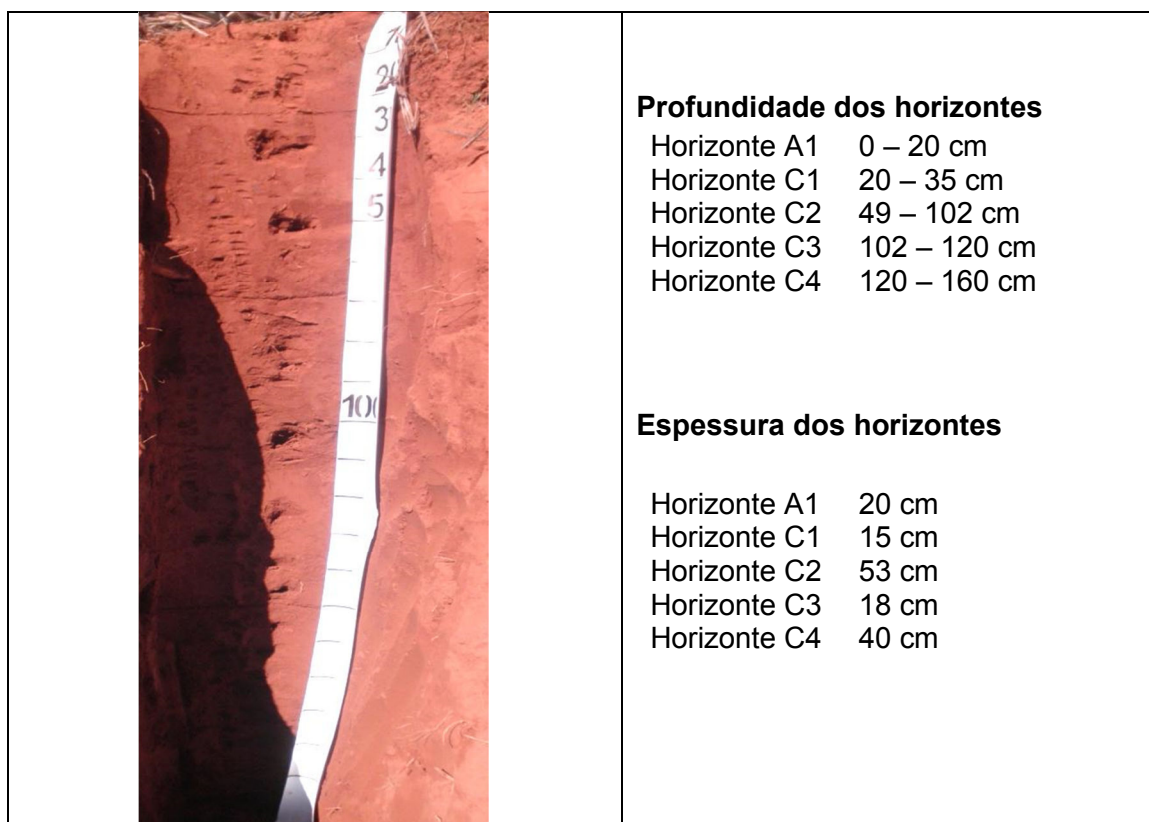 1
20
3
4
5
100
Profundidade dos horizontes
Horizonte A1 0 – 20 cm
Horizonte C1 20 – 35 cm
Horizonte C2 49 – 102 cm
Horizonte C3 102 – 120 cm
Horizonte C4 120 – 160 cm
Espessura dos horizontes
Horizonte A1 20 cm
Horizonte C1 15 cm
Horizonte C2 53 cm
Horizonte C3 18 cm
Horizonte C4 40 cm